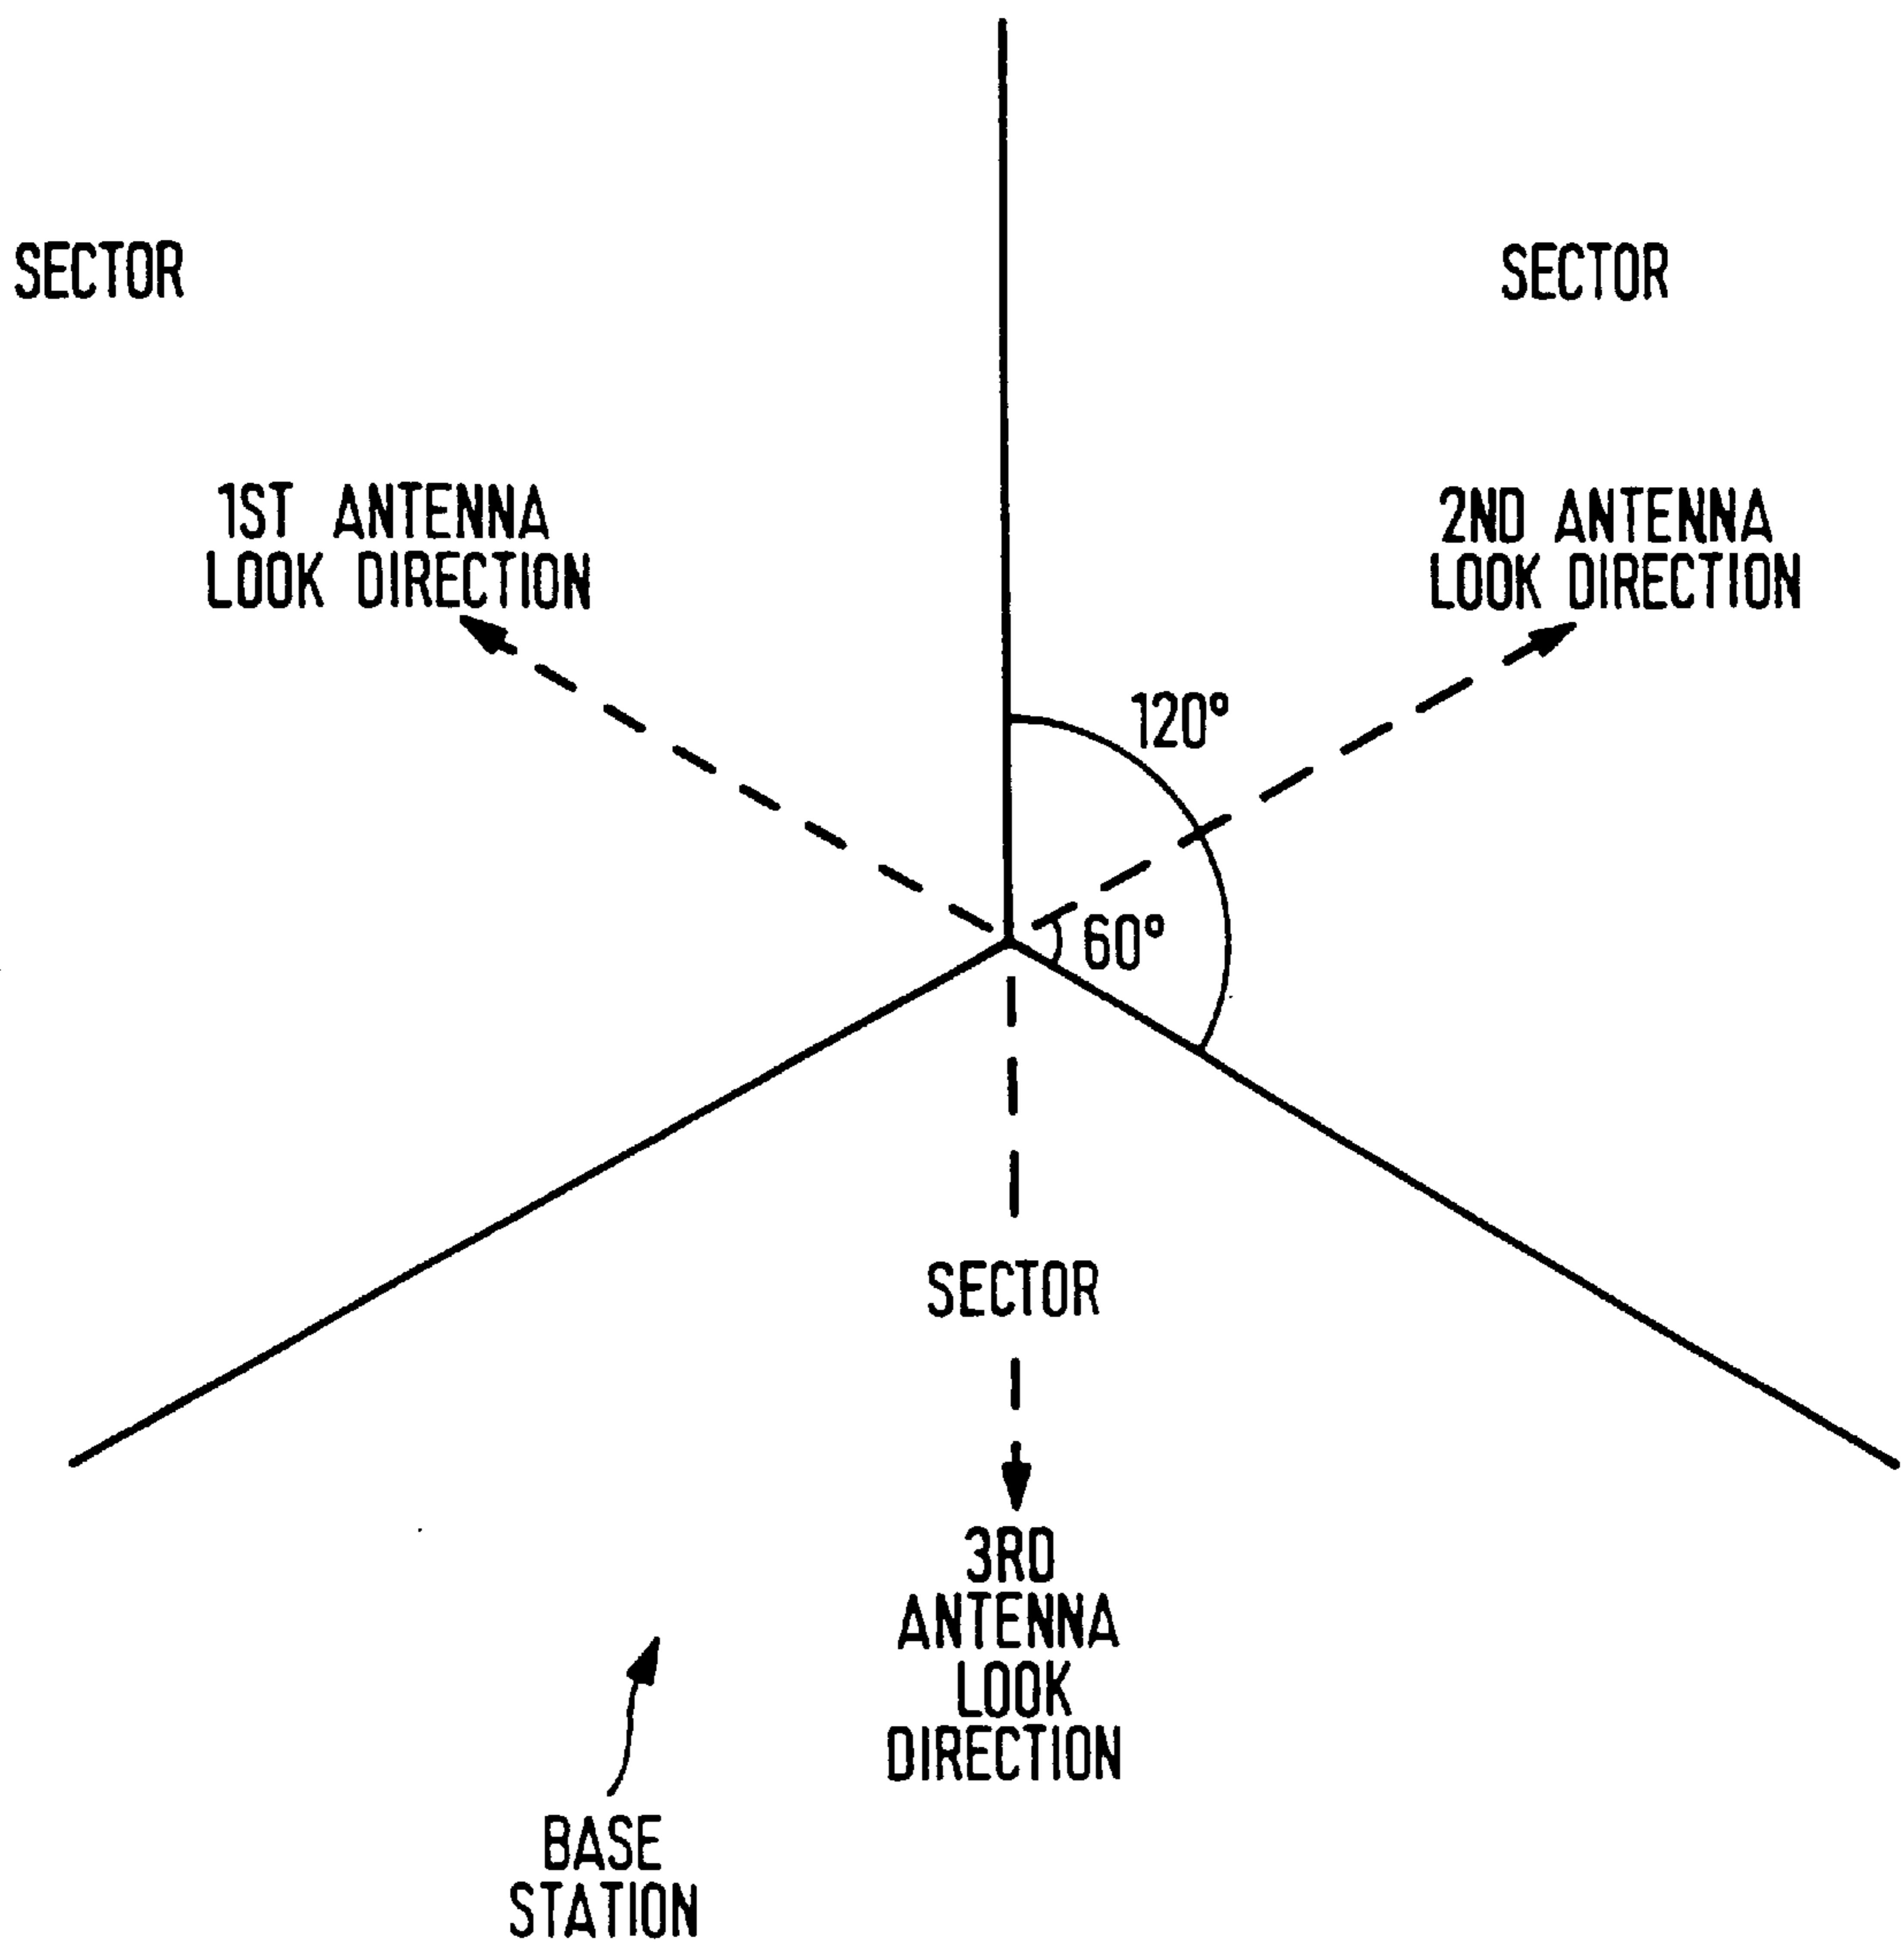 SECTOR
SECTOR
1ST ANTENNA
LOOK DIRECTION
2ND ANTENNA
LOOK DIRECTION
120°
60°
SECTOR
3RD
ANTENNA
LOOK
DIRECTION
BASE
STATION